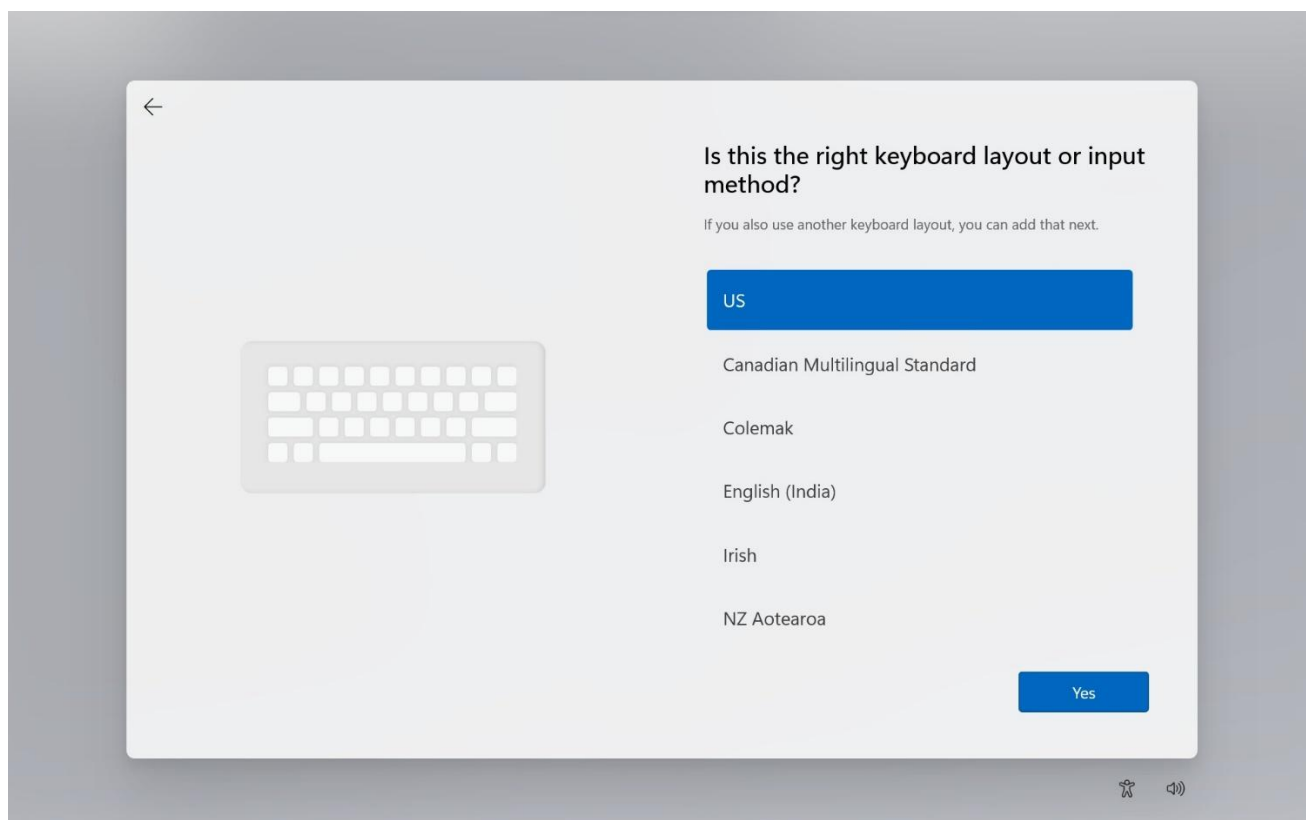 Is this the right keyboard layout or input
method?
If you also use another keyboard layout, you can add that next.
US
Canadian Multilingual Standard
Colemak
English (India)
Irish
NZ Aotearoa
Yes